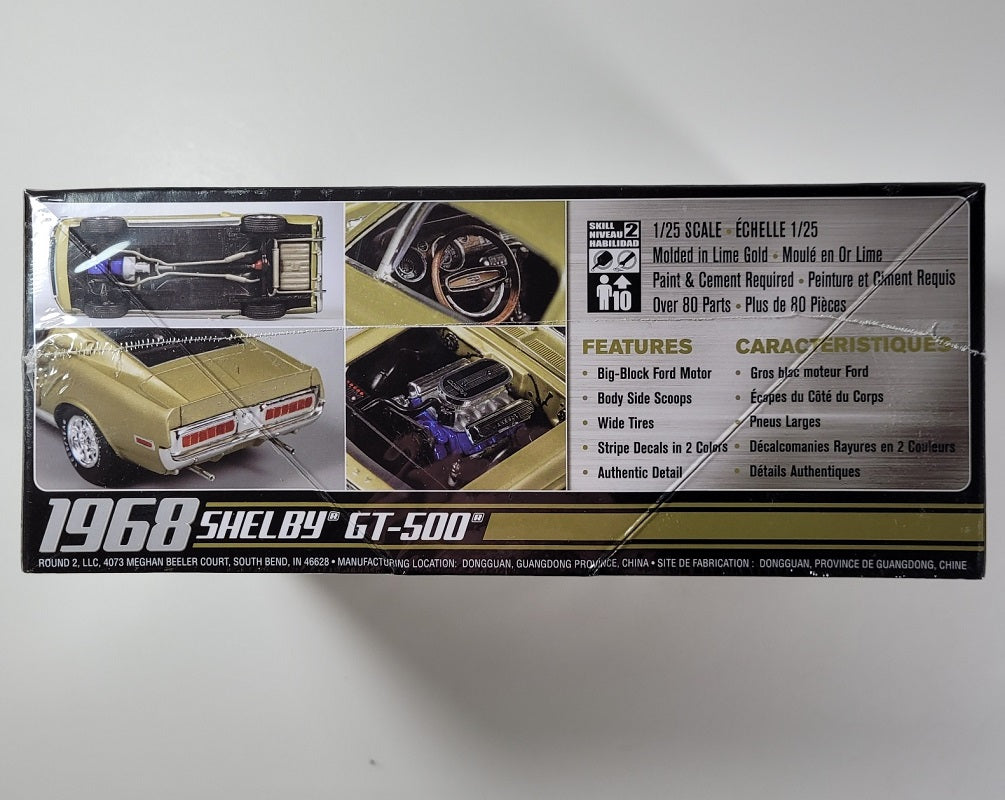 SKILL 2
NIVEAU
HABILIDAD
10
1/25 SCALE • ÉCHELLE 1/25
Molded in Lime Gold • Moulé en Or Lime
Paint & Cement Required • Peinture et Ciment Requis
Over 80 Parts • Plus de 80 Pièces
FEATURES
• Big-Block Ford Motor
• Body Side Scoops
• Wide Tires
• Stripe Decals in 2 Colors
• Authentic Detail
CARACTÉRISTIQUES
• Gros bloc moteur Ford
• Écopes du Côté du Corps
• Pneus Larges
• Décalcomanies Rayures en 2 Couleurs
• Détails Authentiques
1968 SHELBY® GT-500®
ROUND 2, LLC, 4073 MEGHAN BEELER COURT, SOUTH BEND, IN 46628 • MANUFACTURING LOCATION: DONGGUAN, GUANGDONG PROVINCE, CHINA • SITE DE FABRICATION : DONGGUAN, PROVINCE DE GUANGDONG, CHINE